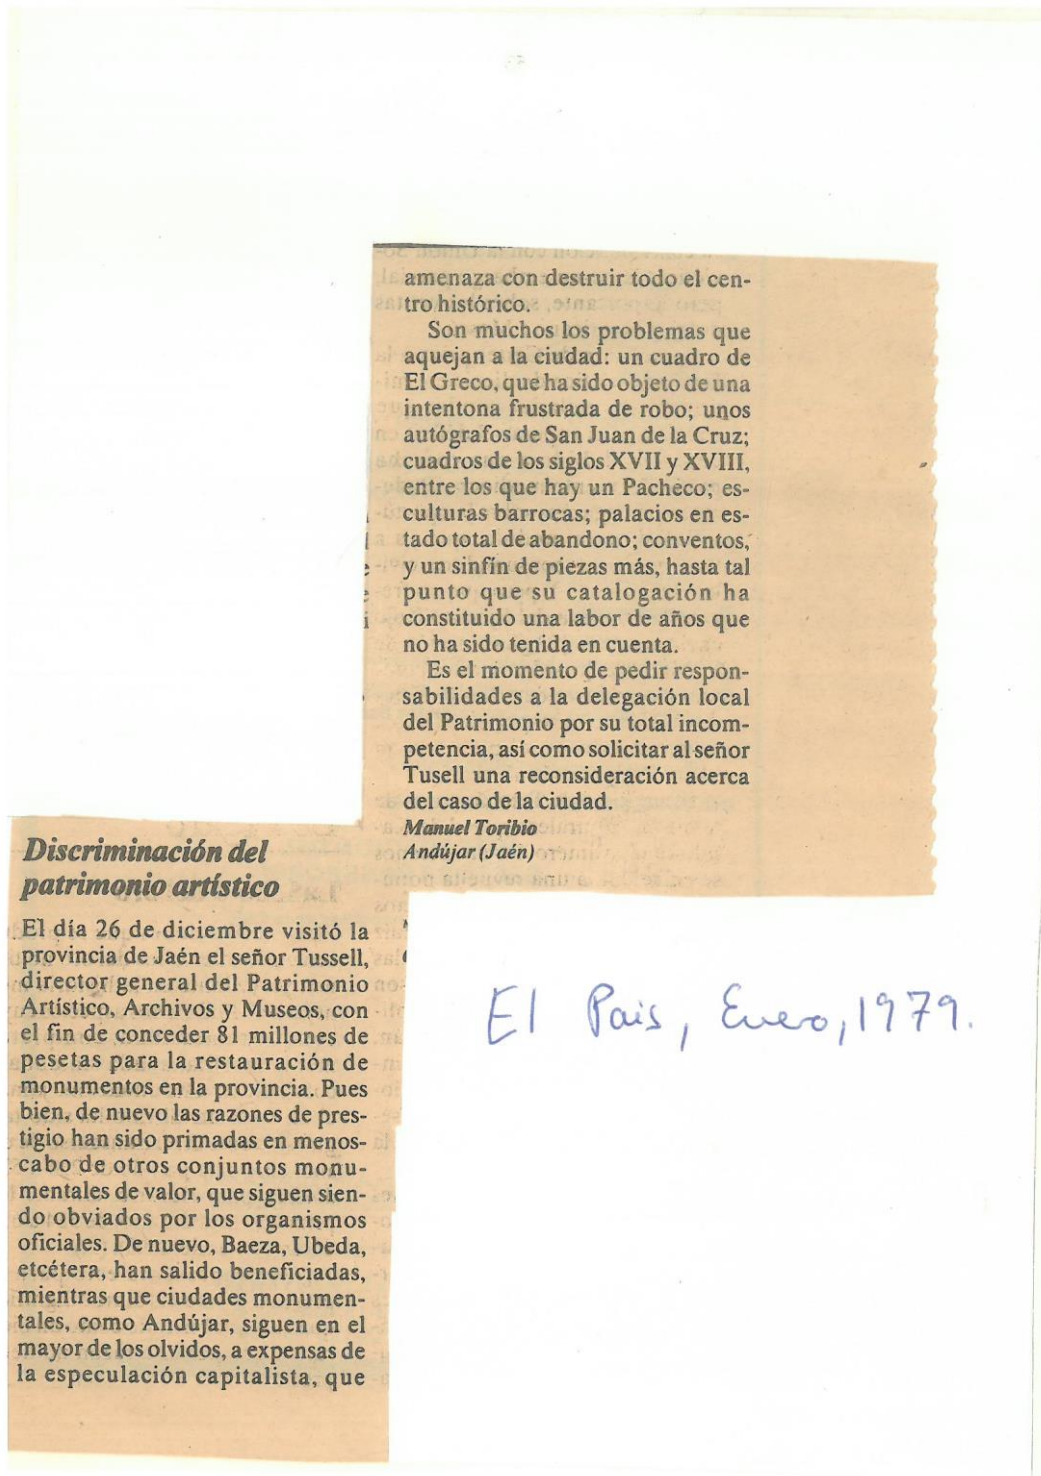 Discriminación del
patrimonio artístico
El día 26 de diciembre visitó la
provincia de Jaén el señor Tussell,
director general del Patrimonio
Artístico, Archivos y Museos, con
el fin de conceder 81 millones de
pesetas para la restauración de
monumentos en la provincia. Pues
bien, de nuevo las razones de pres-
tigio han sido primadas en menos-
cabo de otros conjuntos monu-
mentales de valor, que siguen sien-
do obviados por los organismos
oficiales. De nuevo, Baeza, Ubeda,
etcétera, han salido beneficiadas,
mientras que ciudades monumen-
tales, como Andújar, siguen en el
mayor de los olvidos, a expensas de
la especulación capitalista, que
amenaza con destruir todo el cen-
tro histórico.
Son muchos los problemas que
aquejan a la ciudad: un cuadro de
El Greco, que ha sido objeto de una
intentona frustrada de robo; unos
autógrafos de San Juan de la Cruz;
cuadros de los siglos XVII y XVIII,
entre los que hay un Pacheco; es-
culturas barrocas; palacios en es-
tado total de abandono; conventos,
y un sinfín de piezas más, hasta tal
punto que su catalogación ha
constituido una labor de años que
no ha sido tenida en cuenta.
Es el momento de pedir respon-
sabilidades a la delegación local
del Patrimonio por su total incom-
petencia, así como solicitar al señor
Tusell una reconsideración acerca
del caso de la ciudad.
Manuel Toribio
Andújar (Jaén)
El Pais, Enero, 1979.